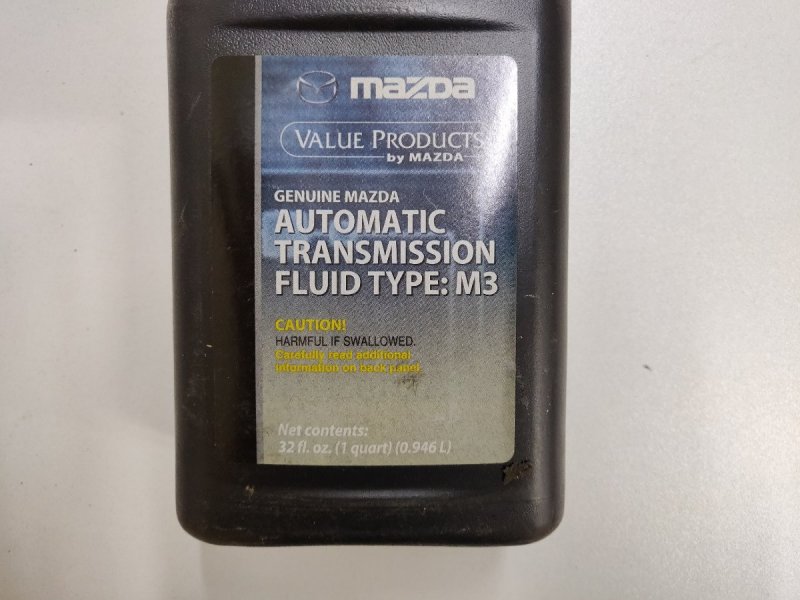 mazda
VALUE PRODUCTS
by MAZDA
GENUINE MAZDA
AUTOMATIC
TRANSMISSION
FLUID TYPE: M3
CAUTION!
HARMFUL IF SWALLOWED.
Carefully read additional
information on back panel.
Net contents:
32 fl. oz. (1 quart) (0.946 L)